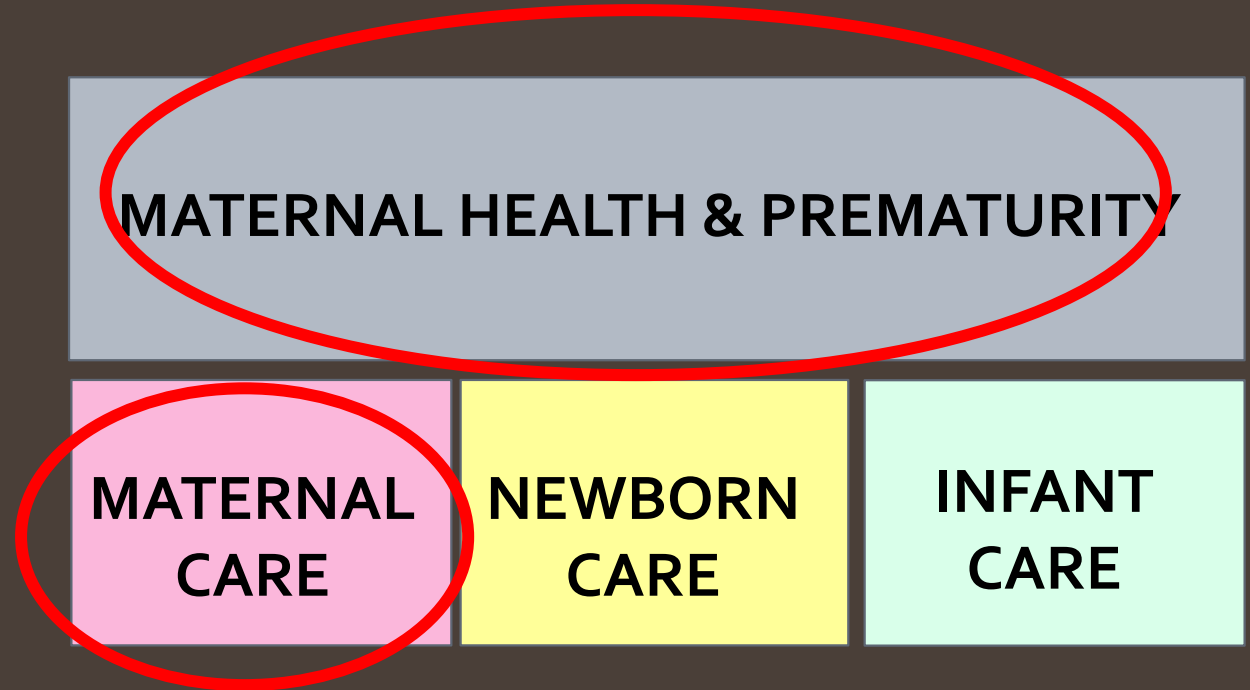 MATERNAL HEALTH & PREMATURITY
MATERNAL
CARE
NEWBORN
CARE
INFANT
CARE